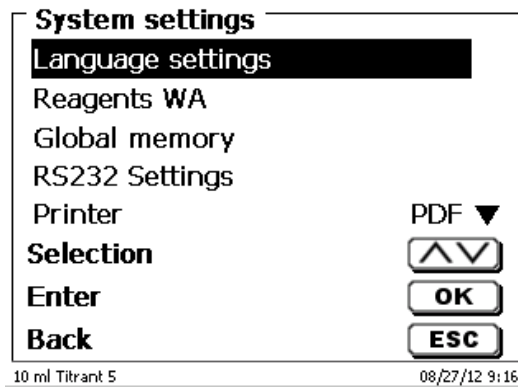 System settings
Language settings
Reagents WA
Global memory
RS232 Settings
Printer PDF ▼
Selection
Enter OK
Back ESC
10 ml Titrant 5 08/27/12 9:16